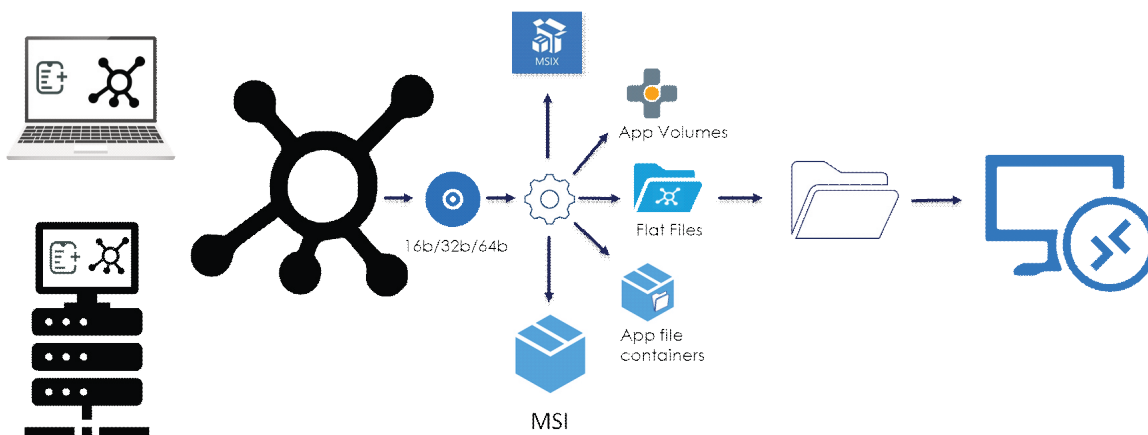 MSIX
App Volumes
16b/32b/64b
Flat Files
App file
containers
MSI